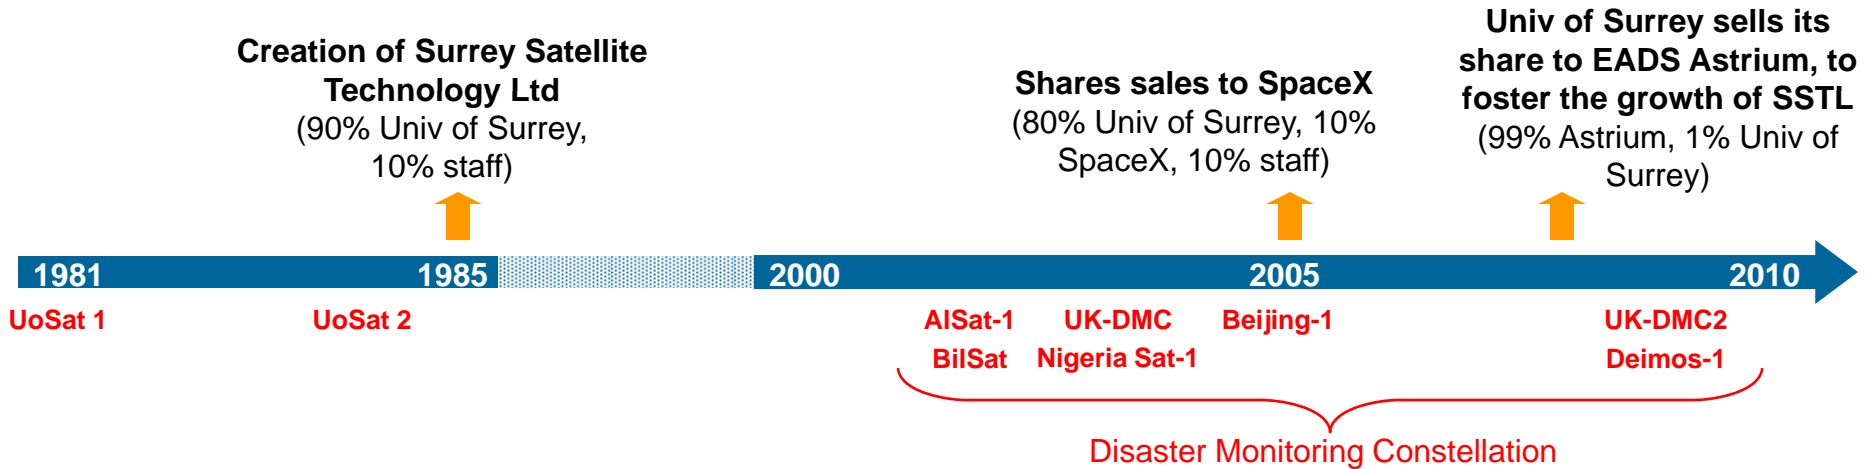 Creation of Surrey Satellite
Technology Ltd
(90% Univ of Surrey,
10% staff)
Shares sales to SpaceX
(80% Univ of Surrey, 10%
SpaceX, 10% staff)
Univ of Surrey sells its
share to EADS Astrium, to
foster the growth of SSTL
(99% Astrium, 1% Univ of
Surrey)
1981
1985
2000
2005
2010
UoSat 1
UoSat 2
AlSat-1
BilSat
UK-DMC
Nigeria Sat-1
Beijing-1
UK-DMC2
Deimos-1
Disaster Monitoring Constellation